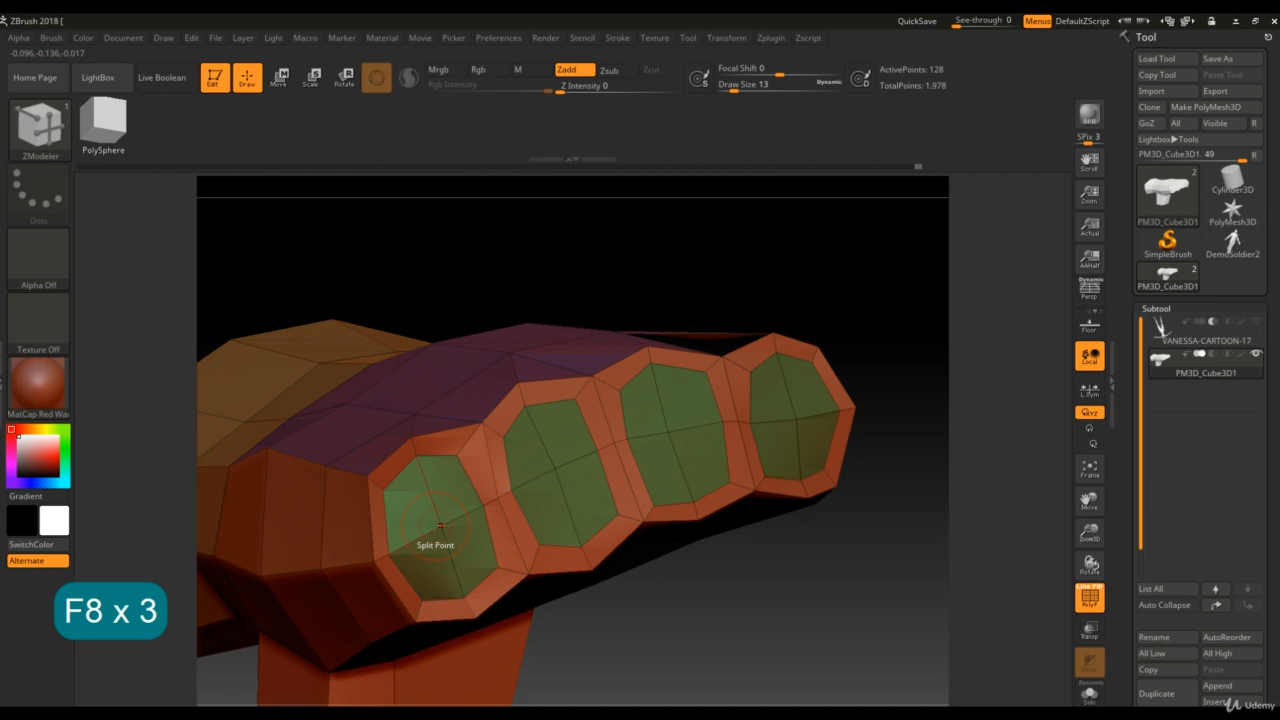 ZBrush 2018 [
QuickSave
See-through 0
Menus
DefaultZScript
Alpha Brush Color Document Draw Edit File Layer Light Macro Marker Material Movie Picker Preferences Render Stencil Stroke Texture Tool Transform Zplugin Zscript
-0.096,-0.136,-0.017
Home Page
LightBox
Live Boolean
Edit
Draw
Move
Scale
Rotate
Mrgb Rgb M
Rgb Intensity
Zadd Zsub Zcut
Z Intensity 0
Focal Shift 0
Draw Size 13
Dynamic
ActivePoints: 128
TotalPoints: 1,978
1
ZModeler
PolySphere
Dots
Alpha Off
Texture Off
MatCap Red Wa
Gradient
SwitchColor
Alternate
F8 x 3
Split Point
BPR
SPix 3
Scroll
Zoom
Actual
AAHalf
Dynamic
Persp
Floor
Local
L.Sym
XYZ
Frame
Move
Zoom3D
Rotate
Line Fill
PolyF
Transp
Ghost
Dynamic
Solo
Tool
Load Tool Save As
Copy Tool Paste Tool
Import Export
Clone Make PolyMesh3D
GoZ All Visible R
Lightbox▶Tools
PM3D_Cube3D1. 49 R
2
PM3D_Cube3D1
Cylinder3D
PolyMesh3D
SimpleBrush
DemoSoldier2
2
PM3D_Cube3D1
Subtool
VANESSA-CARTOON-17
PM3D_Cube3D1
List All
Auto Collapse
Rename AutoReorder
All Low All High
Copy Paste
Duplicate
Append
Insert
Udemy